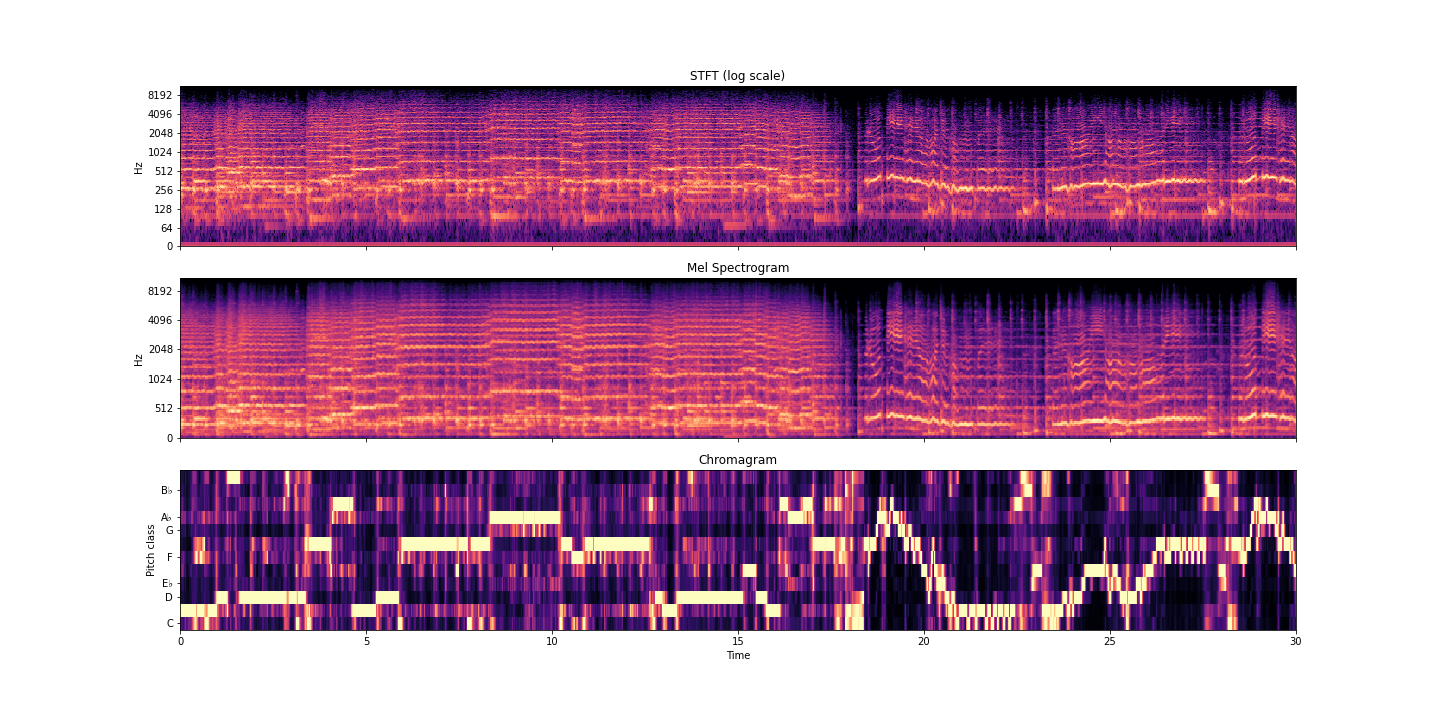 STFT (log scale)
8192
4096
2048
1024
512
256
128
64
0
Hz
Mel Spectrogram
8192
4096
2048
1024
512
0
Hz
Chromagram
B♭
A♭
G
F
E♭
D
C
Pitch class
0 5 10 15 20 25 30
Time